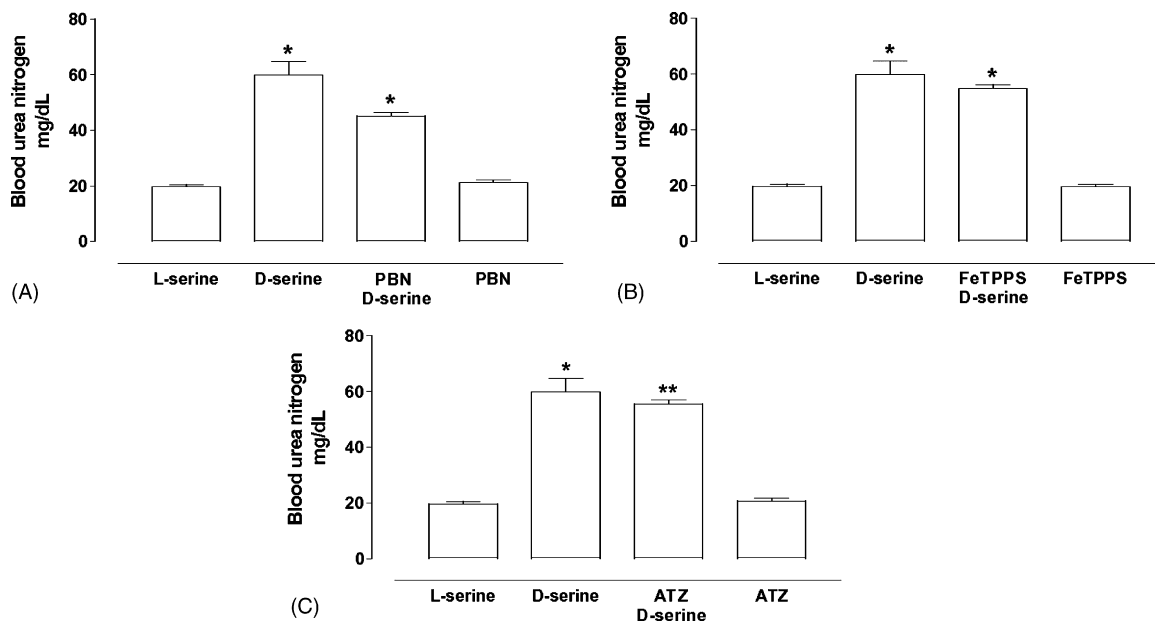 Blood urea nitrogen
mg/dL
80
60
40
20
0
*
*
L-serine
D-serine
PBN
D-serine
PBN
(A)
Blood urea nitrogen
mg/dL
80
60
40
20
0
*
*
L-serine
D-serine
FeTPPS
D-serine
FeTPPS
(B)
Blood urea nitrogen
mg/dL
80
60
40
20
0
*
**
L-serine
D-serine
ATZ
D-serine
ATZ
(C)